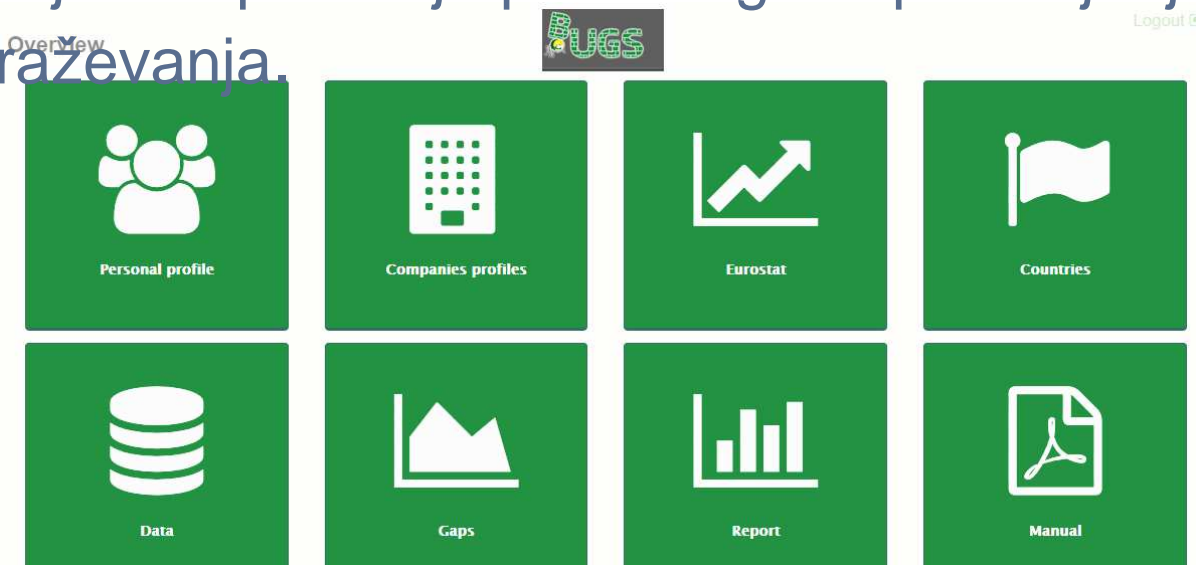 Overview
BUGS
Logout
raževanja.
Personal profile
Companies profiles
Eurostat
Countries
Data
Gaps
Report
Manual